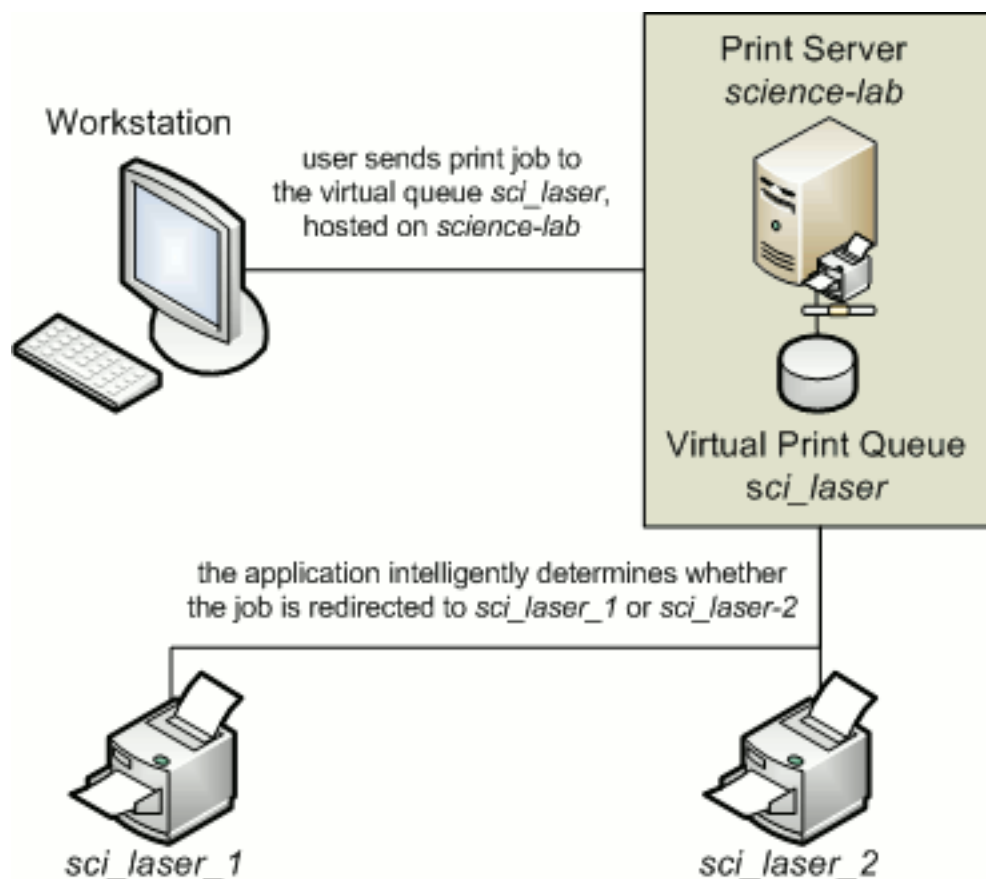 Print Server
science-lab
Workstation
user sends print job to
the virtual queue sci_laser,
hosted on science-lab
Virtual Print Queue
sci_laser
the application intelligently determines whether
the job is redirected to sci_laser_1 or sci_laser-2
sci_laser_1
sci_laser_2